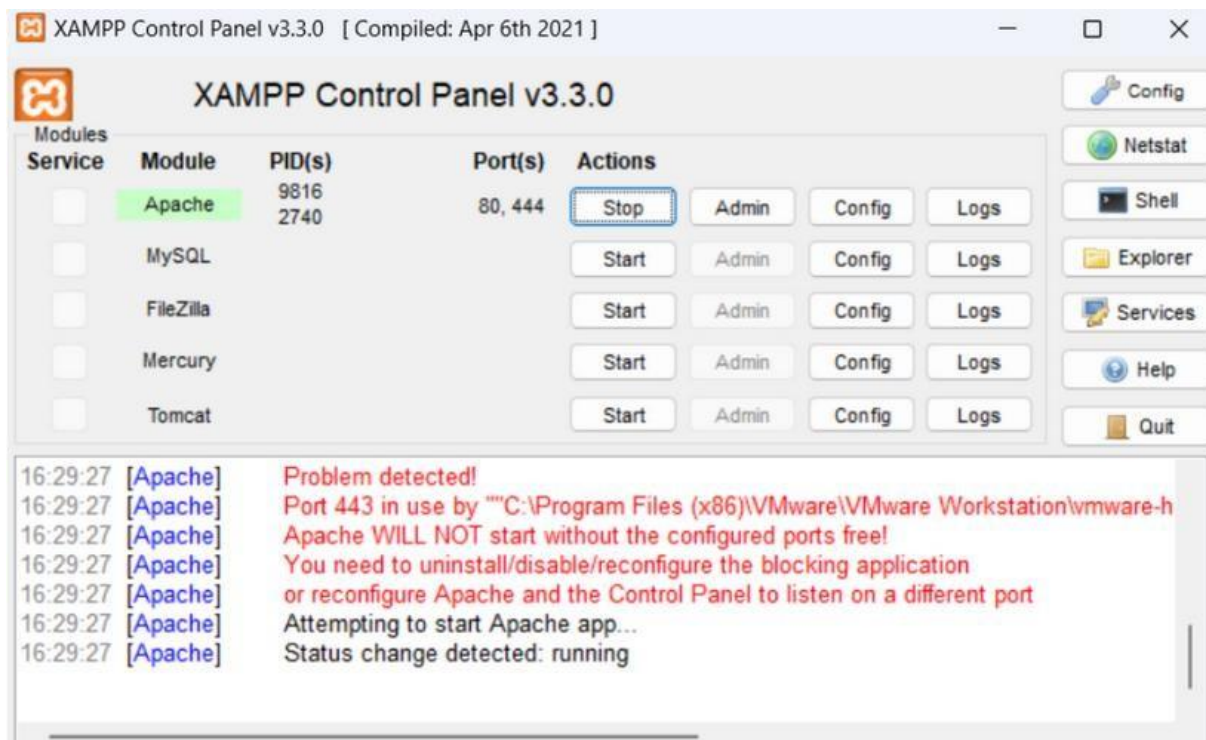 XAMPP Control Panel v3.3.0 [ Compiled: Apr 6th 2021 ]
XAMPP Control Panel v3.3.0
Config
Modules
Service Module PID(s) Port(s) Actions
Netstat
Apache 9816 2740 80, 444 Stop Admin Config Logs
Shell
MySQL Start Admin Config Logs
Explorer
FileZilla Start Admin Config Logs
Services
Mercury Start Admin Config Logs
Help
Tomcat Start Admin Config Logs
Quit
16:29:27 [Apache] Problem detected!
16:29:27 [Apache] Port 443 in use by ""C:\Program Files (x86)\VMware\VMware Workstation\vmware-h
16:29:27 [Apache] Apache WILL NOT start without the configured ports free!
16:29:27 [Apache] You need to uninstall/disable/reconfigure the blocking application
16:29:27 [Apache] or reconfigure Apache and the Control Panel to listen on a different port
16:29:27 [Apache] Attempting to start Apache app...
16:29:27 [Apache] Status change detected: running